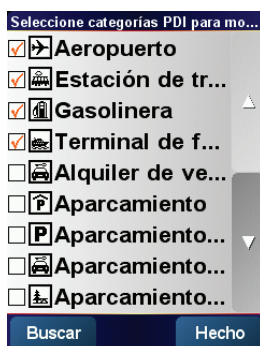 Seleccione categorías PDI para mo...
Aeropuerto
Estación de tr...
Gasolinera
Terminal de f...
Alquiler de ve...
Aparcamiento
P Aparcamiento...
Aparcamiento...
Aparcamiento...
Buscar Hecho